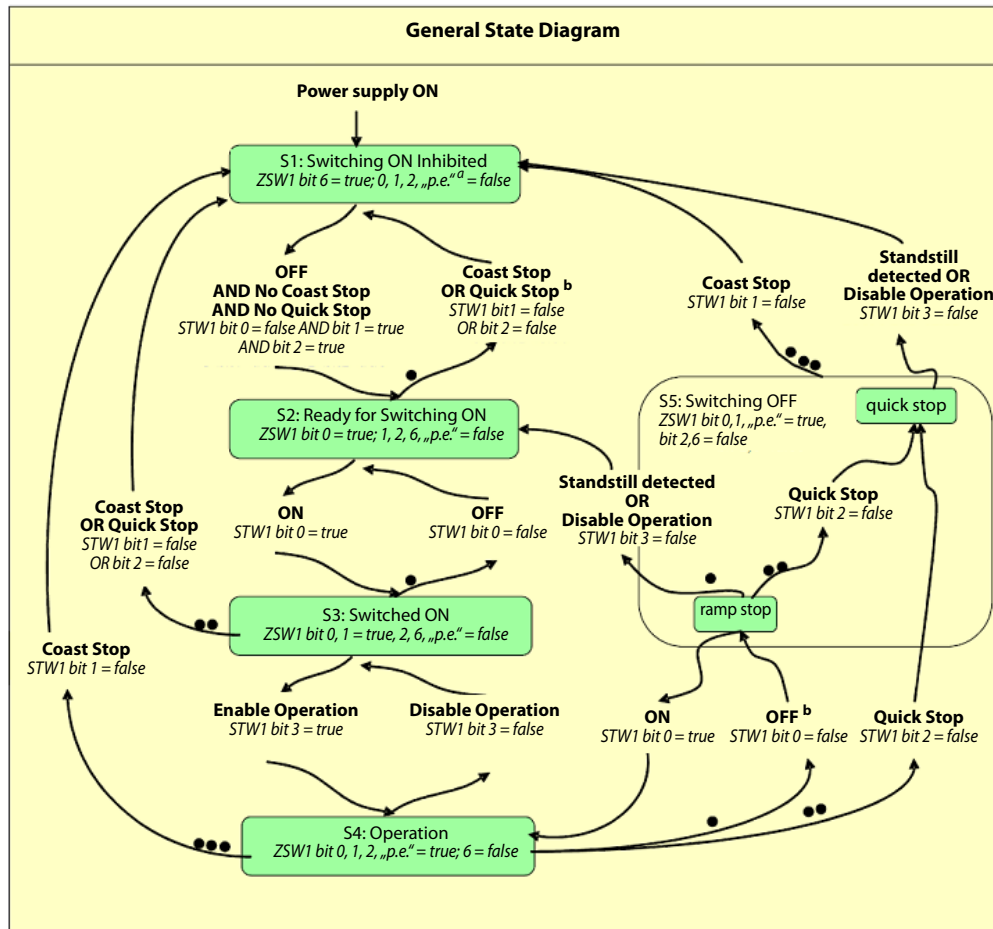 General State Diagram
Power supply ON
S1: Switching ON Inhibited
ZSW1 bit 6 = true; 0, 1, 2, „p.e.“ a = false
OFF
AND No Coast Stop
AND No Quick Stop
STW1 bit 0 = false AND bit 1 = true
AND bit 2 = true
Coast Stop
OR Quick Stop b
STW1 bit1 = false
OR bit 2 = false
Coast Stop
STW1 bit 1 = false
Standstill
detected OR
Disable Operation
STW1 bit 3 = false
S2: Ready for Switching ON
ZSW1 bit 0 = true; 1, 2, 6, „p.e.“ = false
S5: Switching OFF
ZSW1 bit 0,1, „p.e.“ = true,
bit 2,6 = false
quick stop
ON
STW1 bit 0 = true
OFF
STW1 bit 0 = false
Standstill detected
OR
Disable Operation
STW1 bit 3 = false
Quick Stop
STW1 bit 2 = false
Coast Stop
OR Quick Stop
STW1 bit1 = false
OR bit 2 = false
S3: Switched ON
ZSW1 bit 0, 1 = true, 2, 6, „p.e.“ = false
ramp stop
Coast Stop
STW1 bit 1 = false
Enable Operation
STW1 bit 3 = true
Disable Operation
STW1 bit 3 = false
ON
STW1 bit 0 = true
OFF b
STW1 bit 0 = false
Quick Stop
STW1 bit 2 = false
S4: Operation
ZSW1 bit 0, 1, 2, „p.e.“ = true; 6 = false